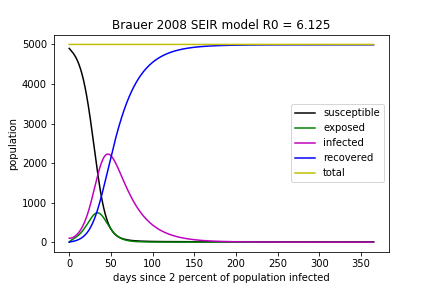 Brauer 2008 SEIR model R0 = 6.125
5000
4000
3000
2000
1000
0
population
susceptible
exposed
infected
recovered
total
0 50 100 150 200 250 300 350
days since 2 percent of population infected